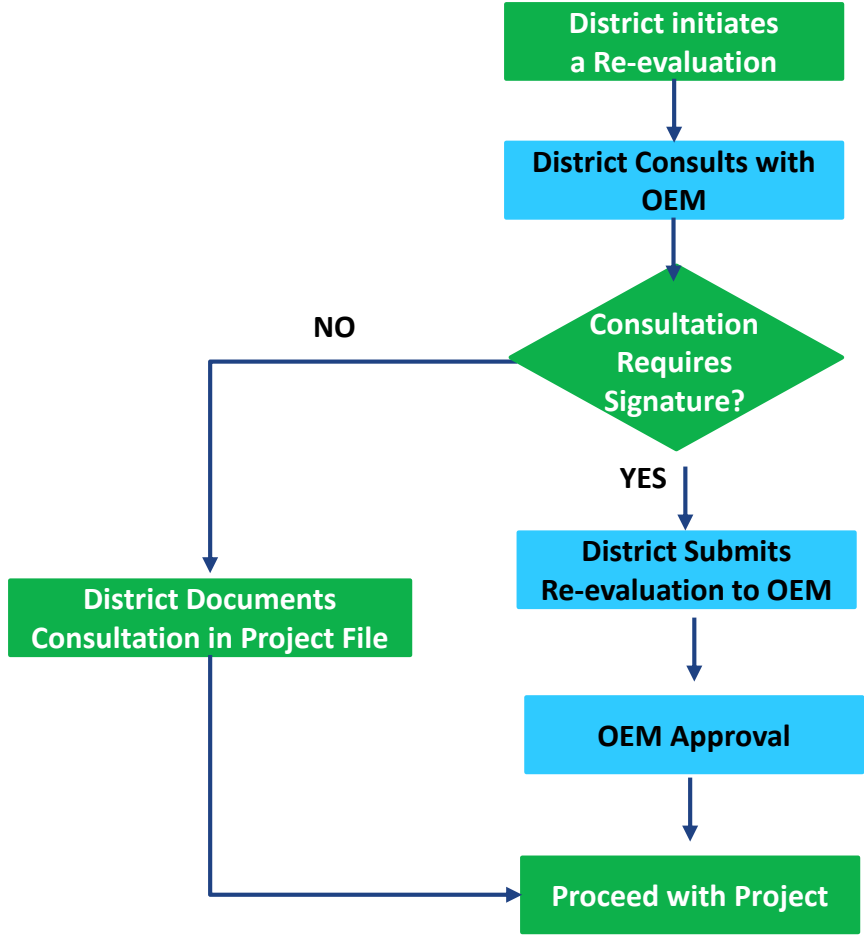 District initiates
a Re-evaluation
District Consults with
OEM
Consultation
Requires
Signature?
NO
YES
District Submits
Re-evaluation to OEM
District Documents
Consultation in Project File
OEM Approval
Proceed with Project